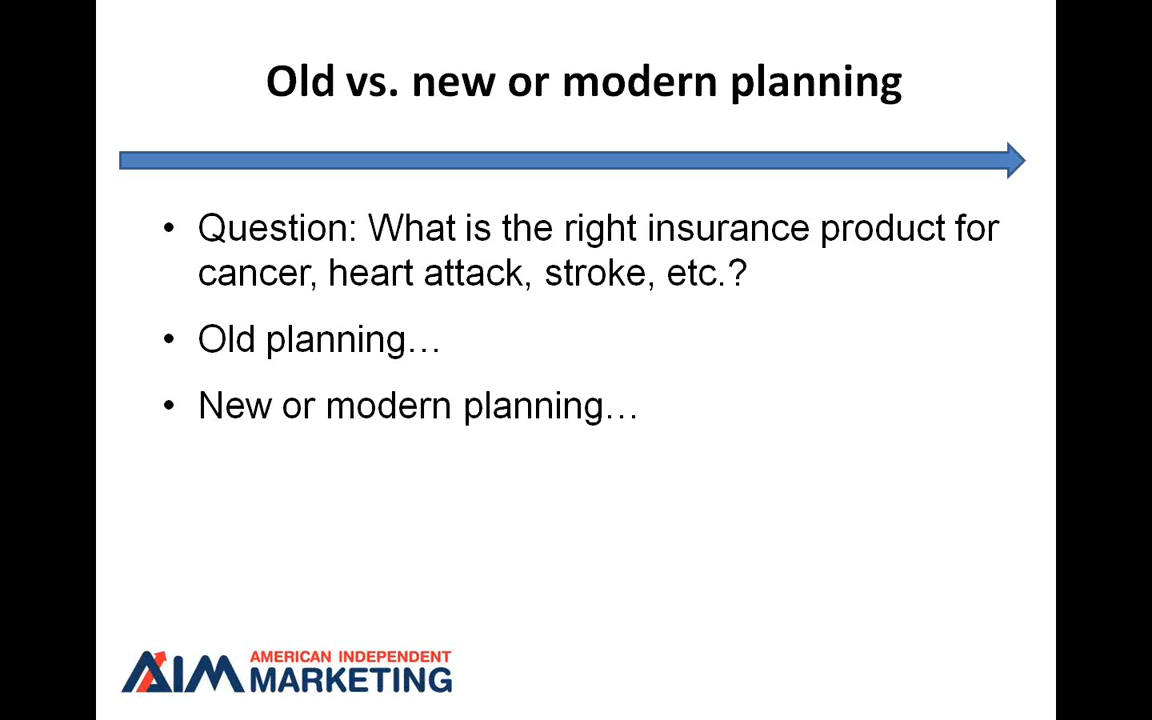 Old vs. new or modern planning
• Question: What is the right insurance product for
cancer, heart attack, stroke, etc.?
• Old planning…
• New or modern planning…
AIM AMERICAN INDEPENDENT
MARKETING